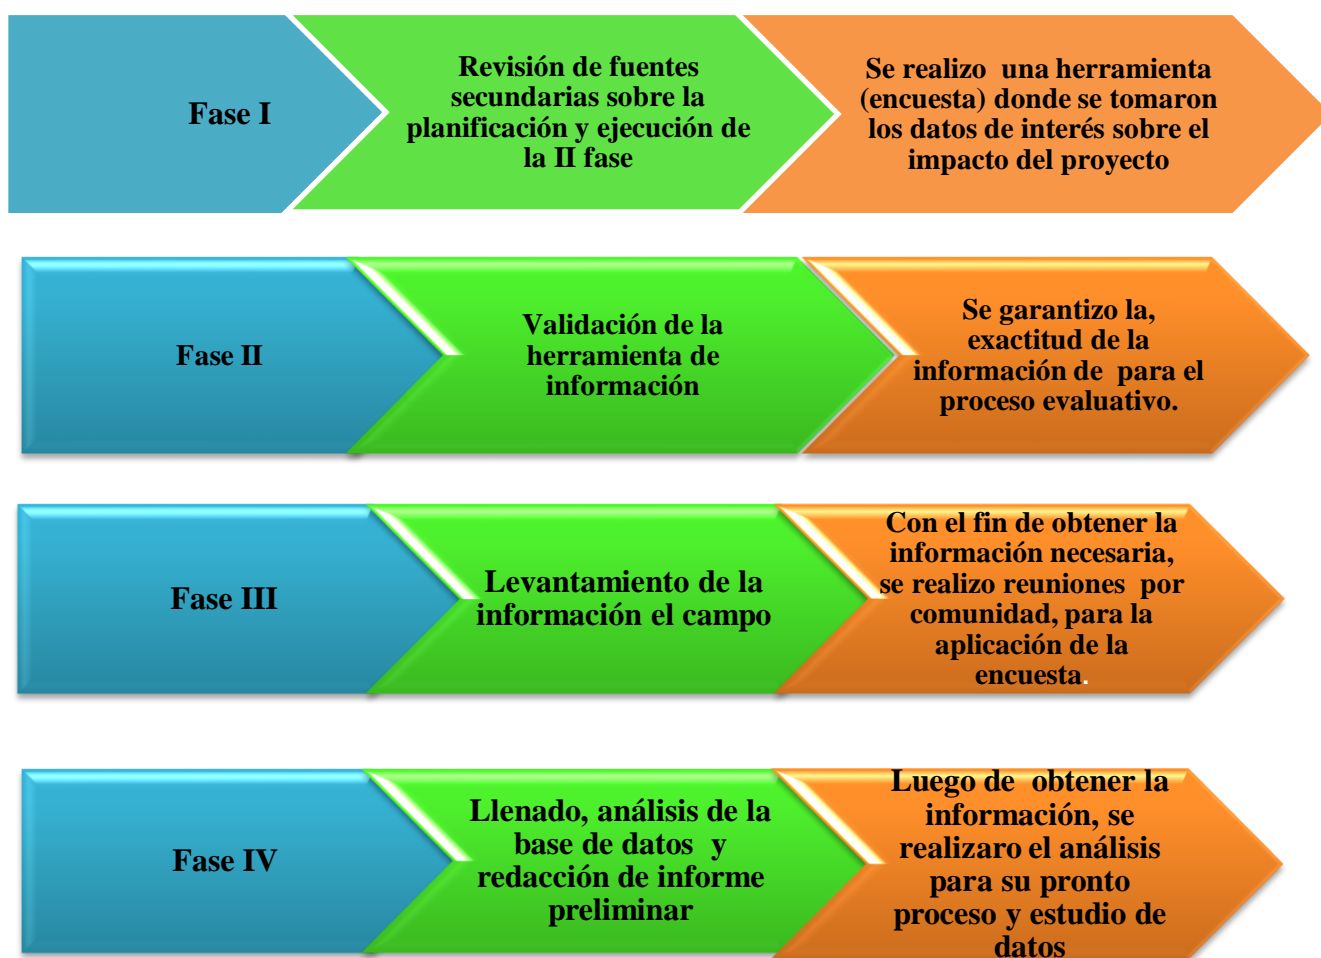 Fase I
Revisión de fuentes
secundarias sobre la
planificación y ejecución de
la II fase
Se realizo una herramienta
(encuesta) donde se tomaron
los datos de interés sobre el
impacto del proyecto
Fase II
Validación de la
herramienta de
información
Se garantizo la,
exactitud de la
información de para el
proceso evaluativo.
Fase III
Levantamiento de la
información el campo
Con el fin de obtener la
información necesaria,
se realizo reuniones por
comunidad, para la
aplicación de la
encuesta.
Fase IV
Llenado, análisis de la
base de datos y
redacción de informe
preliminar
Luego de obtener la
información, se
realizaro el análisis
para su pronto
proceso y estudio de
datos